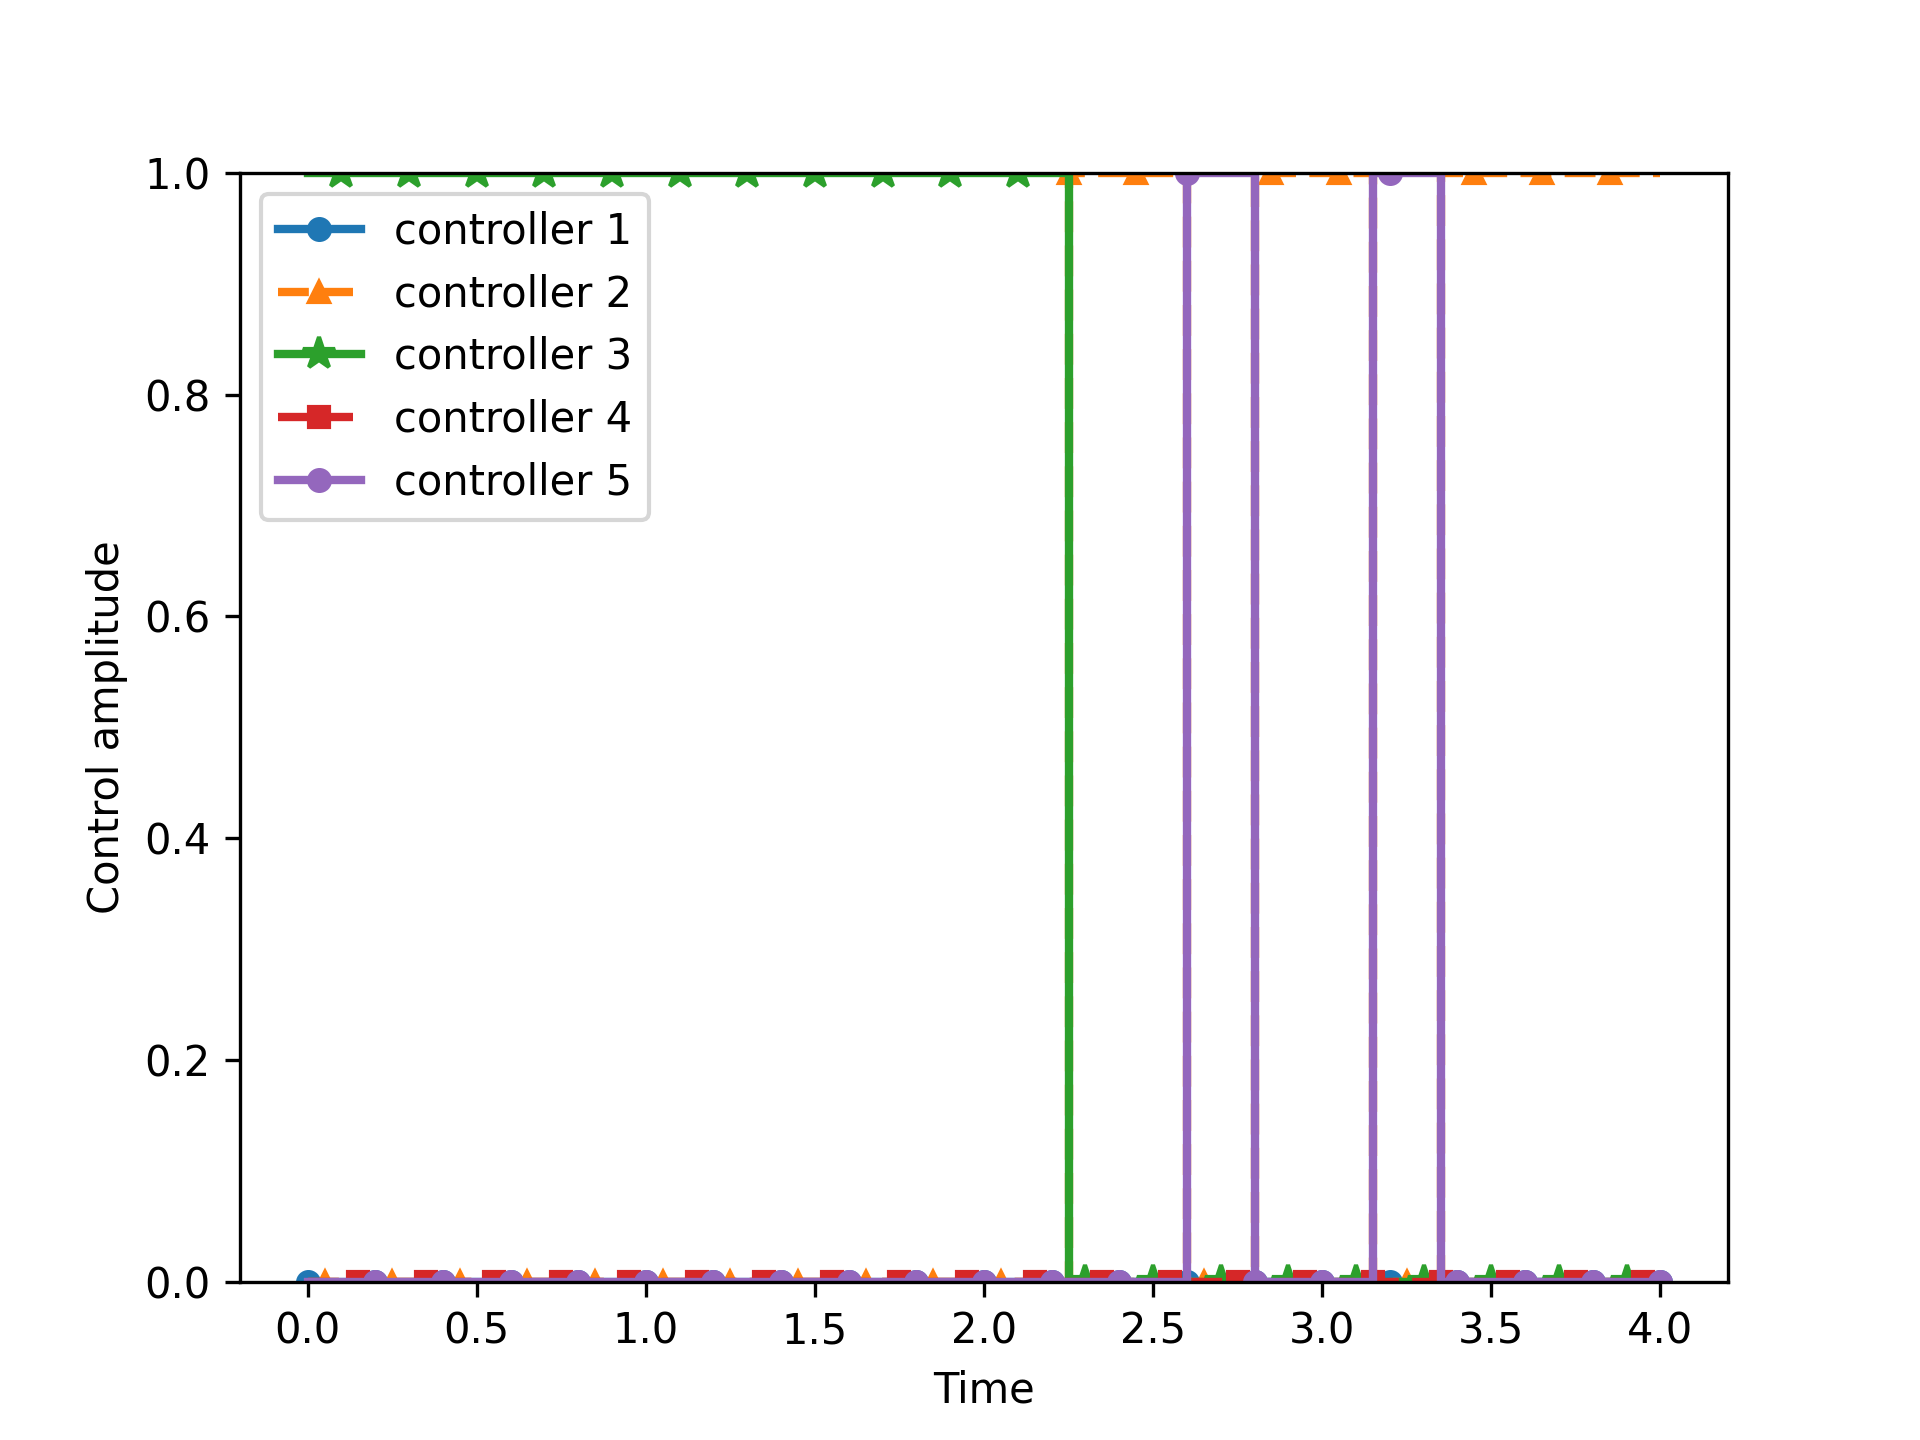 1.0
0.8
0.6
0.4
0.2
0.0
Control amplitude
controller 1
controller 2
controller 3
controller 4
controller 5
0.0 0.5 1.0 1.5 2.0 2.5 3.0 3.5 4.0
Time